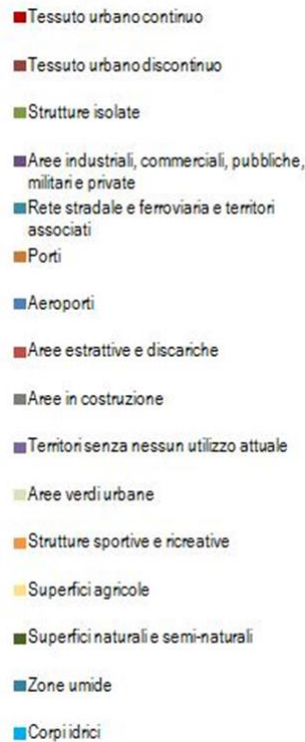 Tessuto urbano continuo
Tessuto urbano discontinuo
Strutture isolate
Aree industriali, commerciali, pubbliche,
militari e private
Rete stradale e ferroviaria e territori
associati
Porti
Aeroporti
Aree estrattive e discariche
Aree in costruzione
Territori senza nessun utilizzo attuale
Aree verdi urbane
Strutture sportive e ricreative
Superfici agricole
Superfici naturali e semi-naturali
Zone umide
Corpi idrici